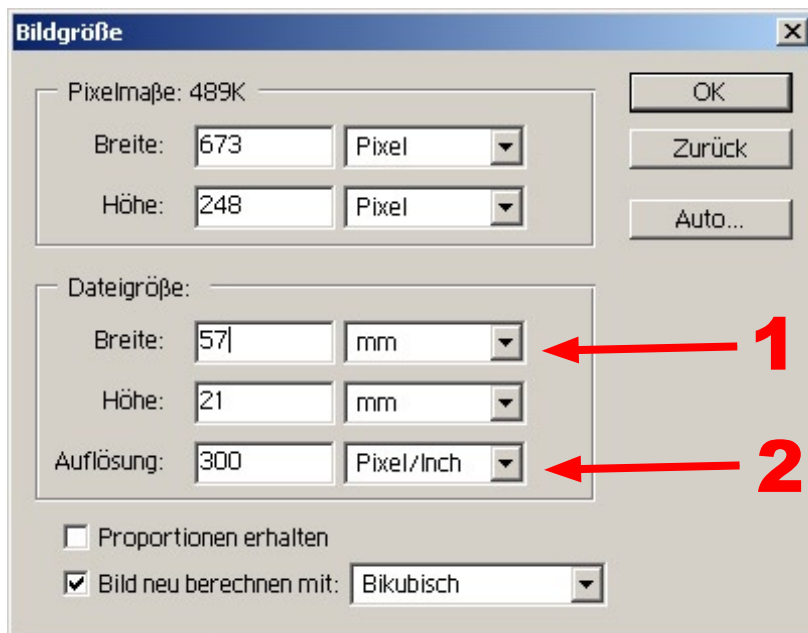 Bildgröße
Pixelmaße: 489K
OK
Breite: 673 Pixel
Zurück
Höhe: 248 Pixel
Auto...
Dateigröße:
Breite: 57 mm
1
Höhe: 21 mm
Auflösung: 300 Pixel/Inch
2
Proportionen erhalten
Bild neu berechnen mit: Bikubisch